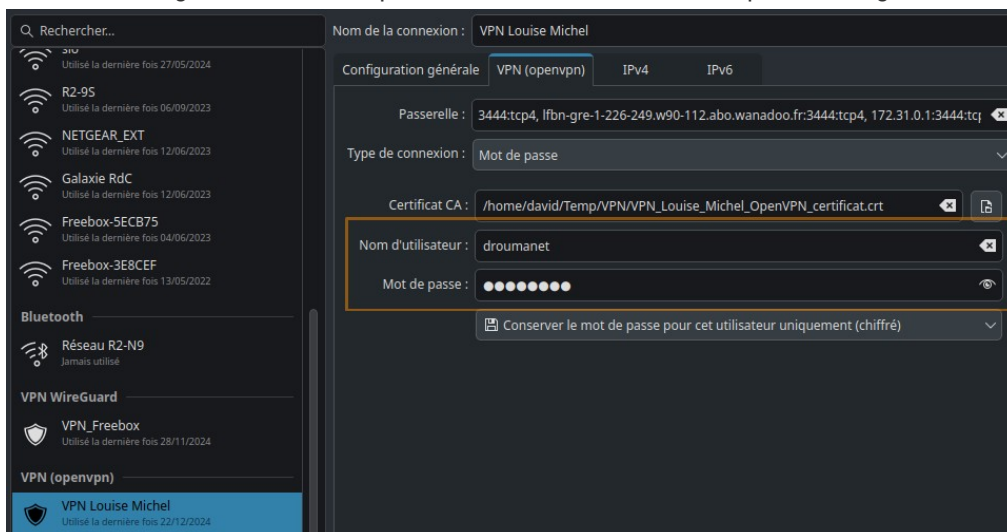 Rechercher...
Utilisé la dernière fois 27/05/2024
R2-9S
Utilisé la dernière fois 06/09/2023
NETGEAR_EXT
Utilisé la dernière fois 12/06/2023
Galaxie RdC
Utilisé la dernière fois 12/06/2023
Freebox-5ECB75
Utilisé la dernière fois 04/06/2023
Freebox-3E8CEF
Utilisé la dernière fois 13/05/2022
Bluetooth
Réseau R2-N9
Jamais utilisé
VPN WireGuard
VPN_Freebox
Utilisé la dernière fois 28/11/2024
VPN (openvpn)
VPN Louise Michel
Utilisé la dernière fois 22/12/2024
Nom de la connexion : VPN Louise Michel
Configuration générale VPN (openvpn) IPv4 IPv6
Passerelle : 3444:tcp4, lfbn-gre-1-226-249.w90-112.abo.wanadoo.fr:3444:tcp4, 172.31.0.1:3444:tcp
Type de connexion : Mot de passe
Certificat CA : /home/david/Temp/VPN/VPN_Louise_Michel_OpenVPN_certificat.crt
Nom d'utilisateur : droumanet
Mot de passe : ●●●●●●●●
Conserver le mot de passe pour cet utilisateur uniquement (chiffré)